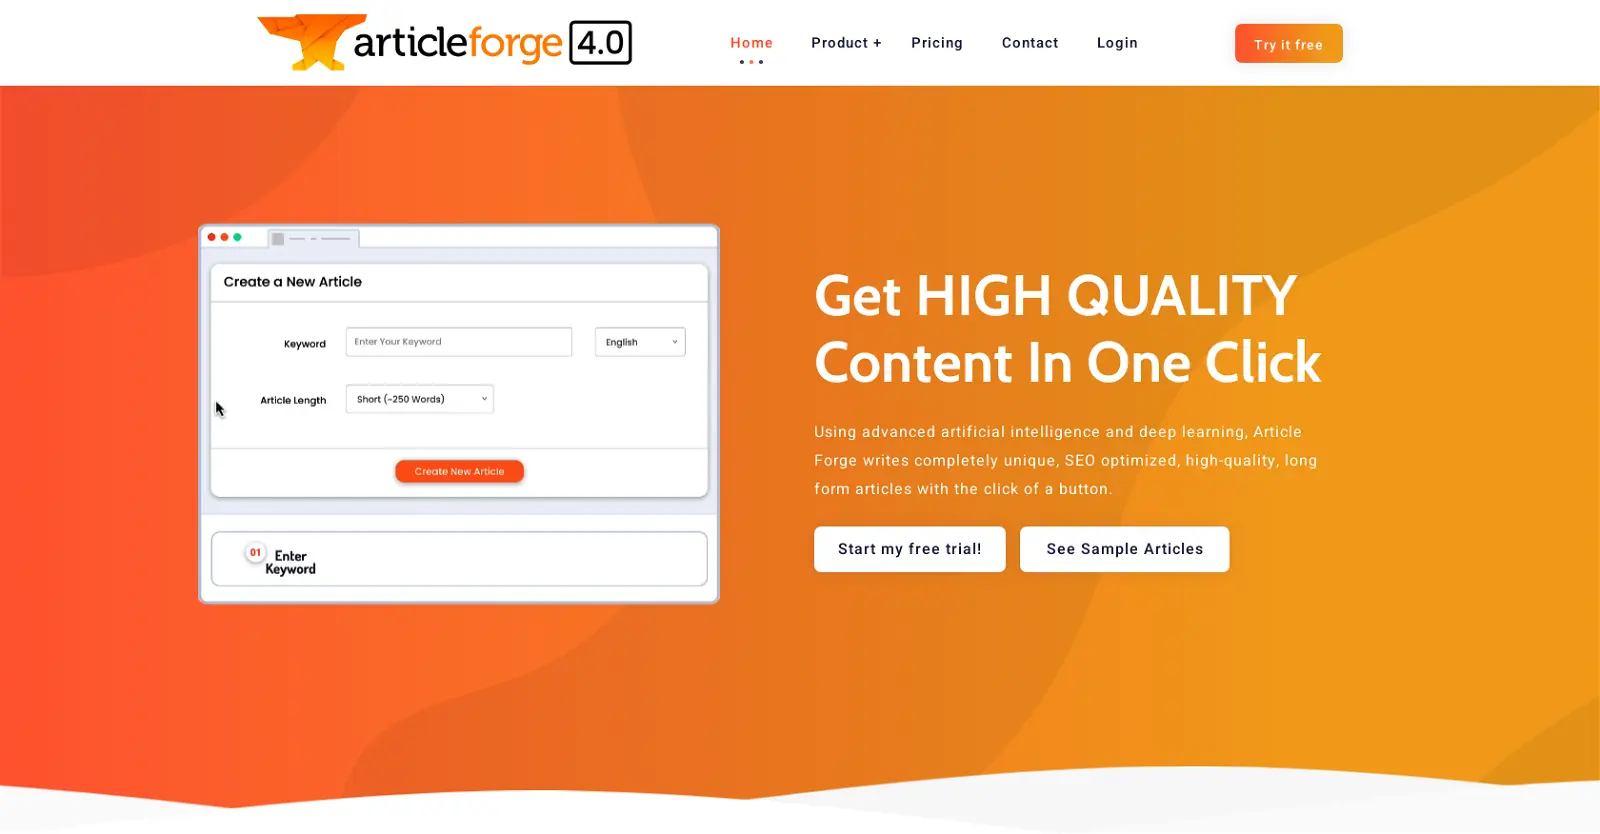 articleforge 4.0
Home
Product +
Pricing
Contact
Login
Try it free
Create a New Article
Keyword
Enter Your Keyword
English
Article Length
Short (~250 Words)
Create New Article
01
Enter
Keyword
Get HIGH QUALITY
Content In One Click
Using advanced artificial intelligence and deep learning, Article
Forge writes completely unique, SEO optimized, high-quality, long
form articles with the click of a button.
Start my free trial!
See Sample Articles